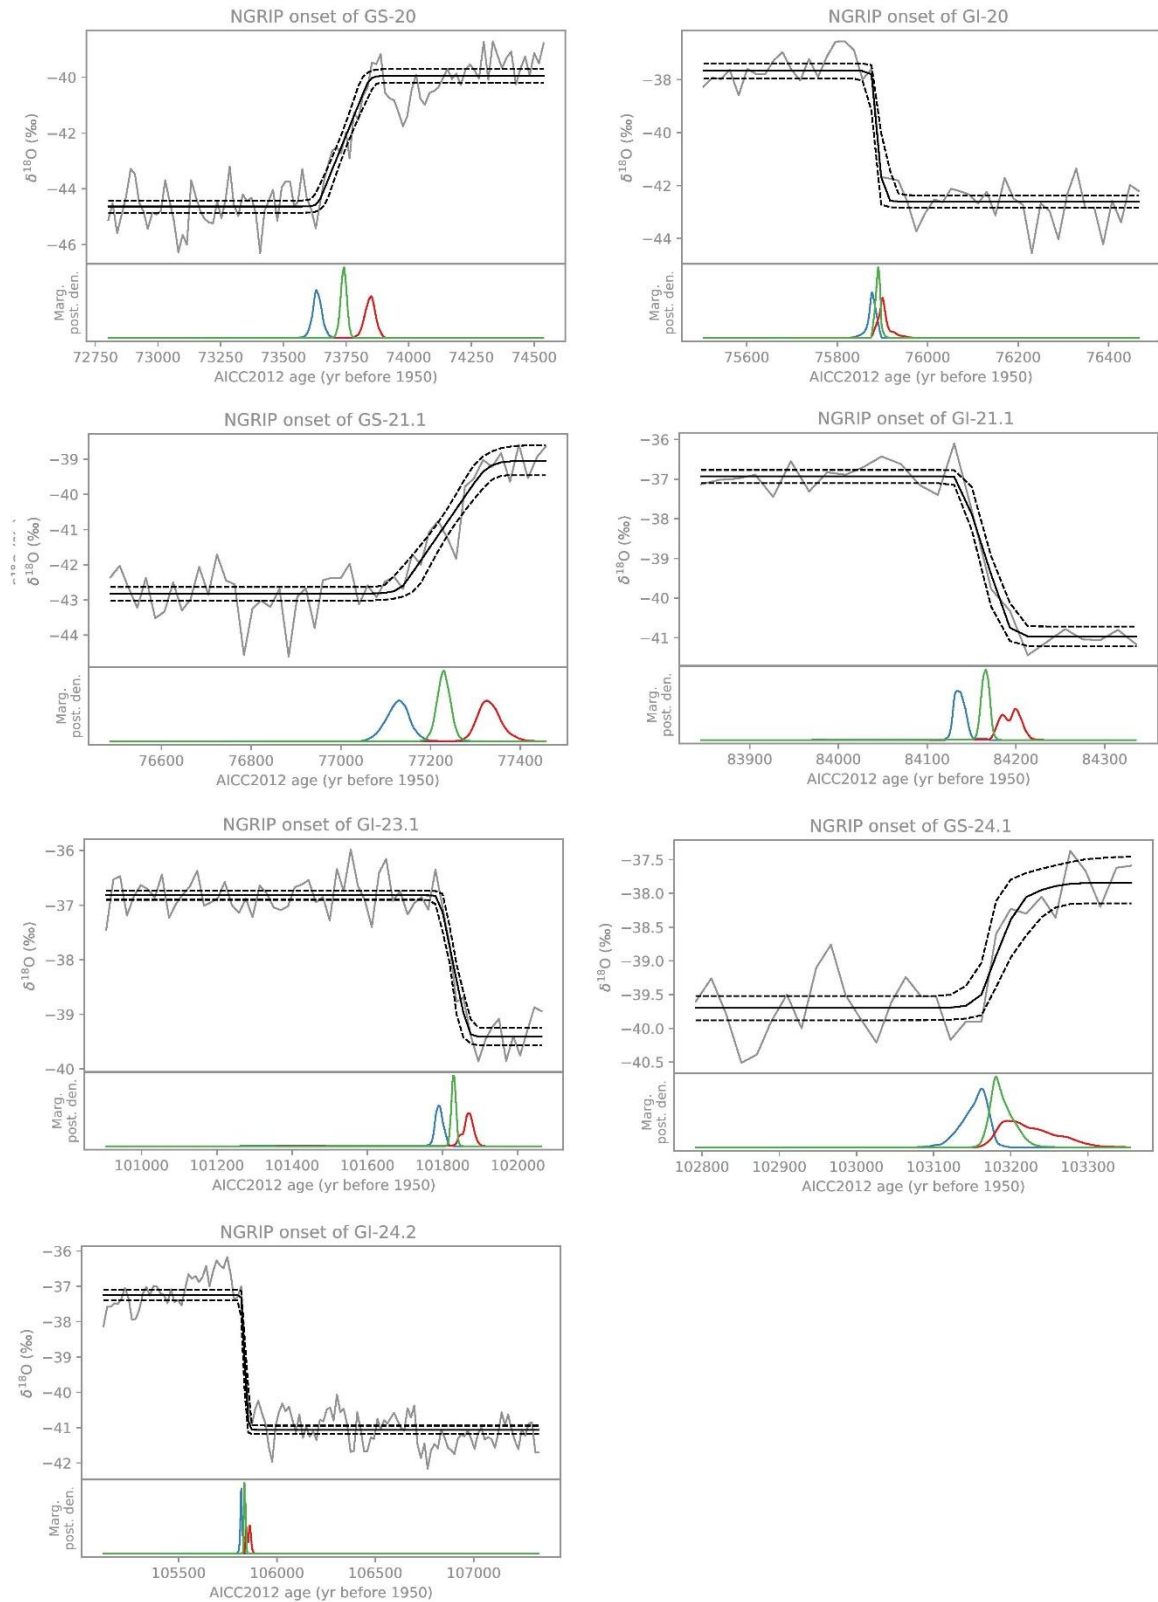 NGRIP onset of GS-20
−40
−42
−44
−46
δ¹⁸O (‰)
Marg.
post. den.
72750 73000 73250 73500 73750 74000 74250 74500
AICC2012 age (yr before 1950)
NGRIP onset of GI-20
−38
−40
−42
−44
δ¹⁸O (‰)
Marg.
post. den.
75600 75800 76000 76200 76400
AICC2012 age (yr before 1950)
NGRIP onset of GS-21.1
−39
−40
−41
−42
−43
−44
δ¹⁸O (‰)
Marg.
post. den.
76600 76800 77000 77200 77400
AICC2012 age (yr before 1950)
NGRIP onset of GI-21.1
−36
−37
−38
−39
−40
−41
δ¹⁸O (‰)
Marg.
post. den.
83900 84000 84100 84200 84300
AICC2012 age (yr before 1950)
NGRIP onset of GI-23.1
−36
−37
−38
−39
−40
δ¹⁸O (‰)
Marg.
post. den.
101000 101200 101400 101600 101800 102000
AICC2012 age (yr before 1950)
NGRIP onset of GS-24.1
−37.5
−38.0
−38.5
−39.0
−39.5
−40.0
−40.5
δ¹⁸O (‰)
Marg.
post. den.
102800 102900 103000 103100 103200 103300
AICC2012 age (yr before 1950)
NGRIP onset of GI-24.2
−36
−37
−38
−39
−40
−41
−42
δ¹⁸O (‰)
Marg.
post. den.
105500 106000 106500 107000
AICC2012 age (yr before 1950)